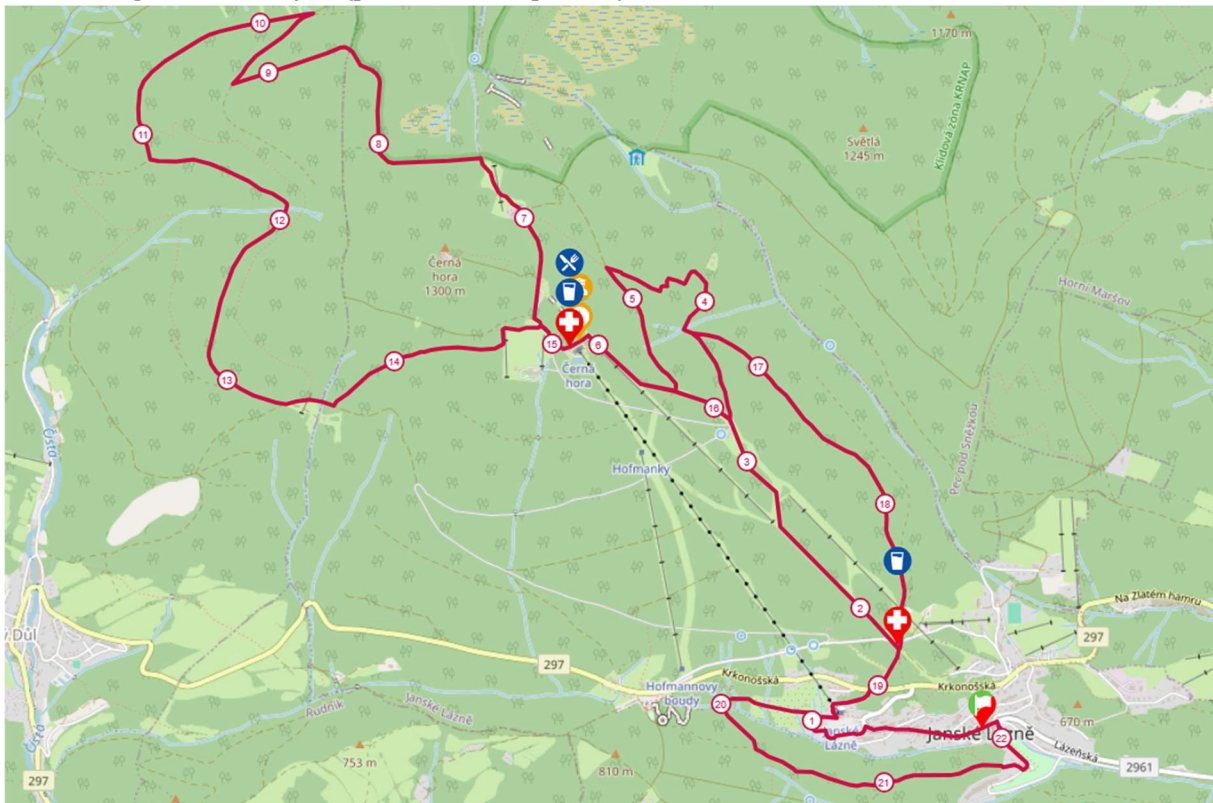 10
1170 m
9
Klidová zóna KRNAP
11
8
Světlá
1245 m
12
7
Černá
hora
1300 m
5
4
Horní Maršov
15
6
14
17
13
Černá
hora
16
Čistá
3
Hofmanky
Pec pod Sněžkou
18
2
Na Zlatém hamru
ý Důl
297
297
19
Krkonošská
Krkonošská
Hofmannovy
boudy
20
Janské Lázně
Rudník
1
Lázně
Janské Lázně
670 m
22
Lázeňská
Čistá
753 m
810 m
21
2961
297